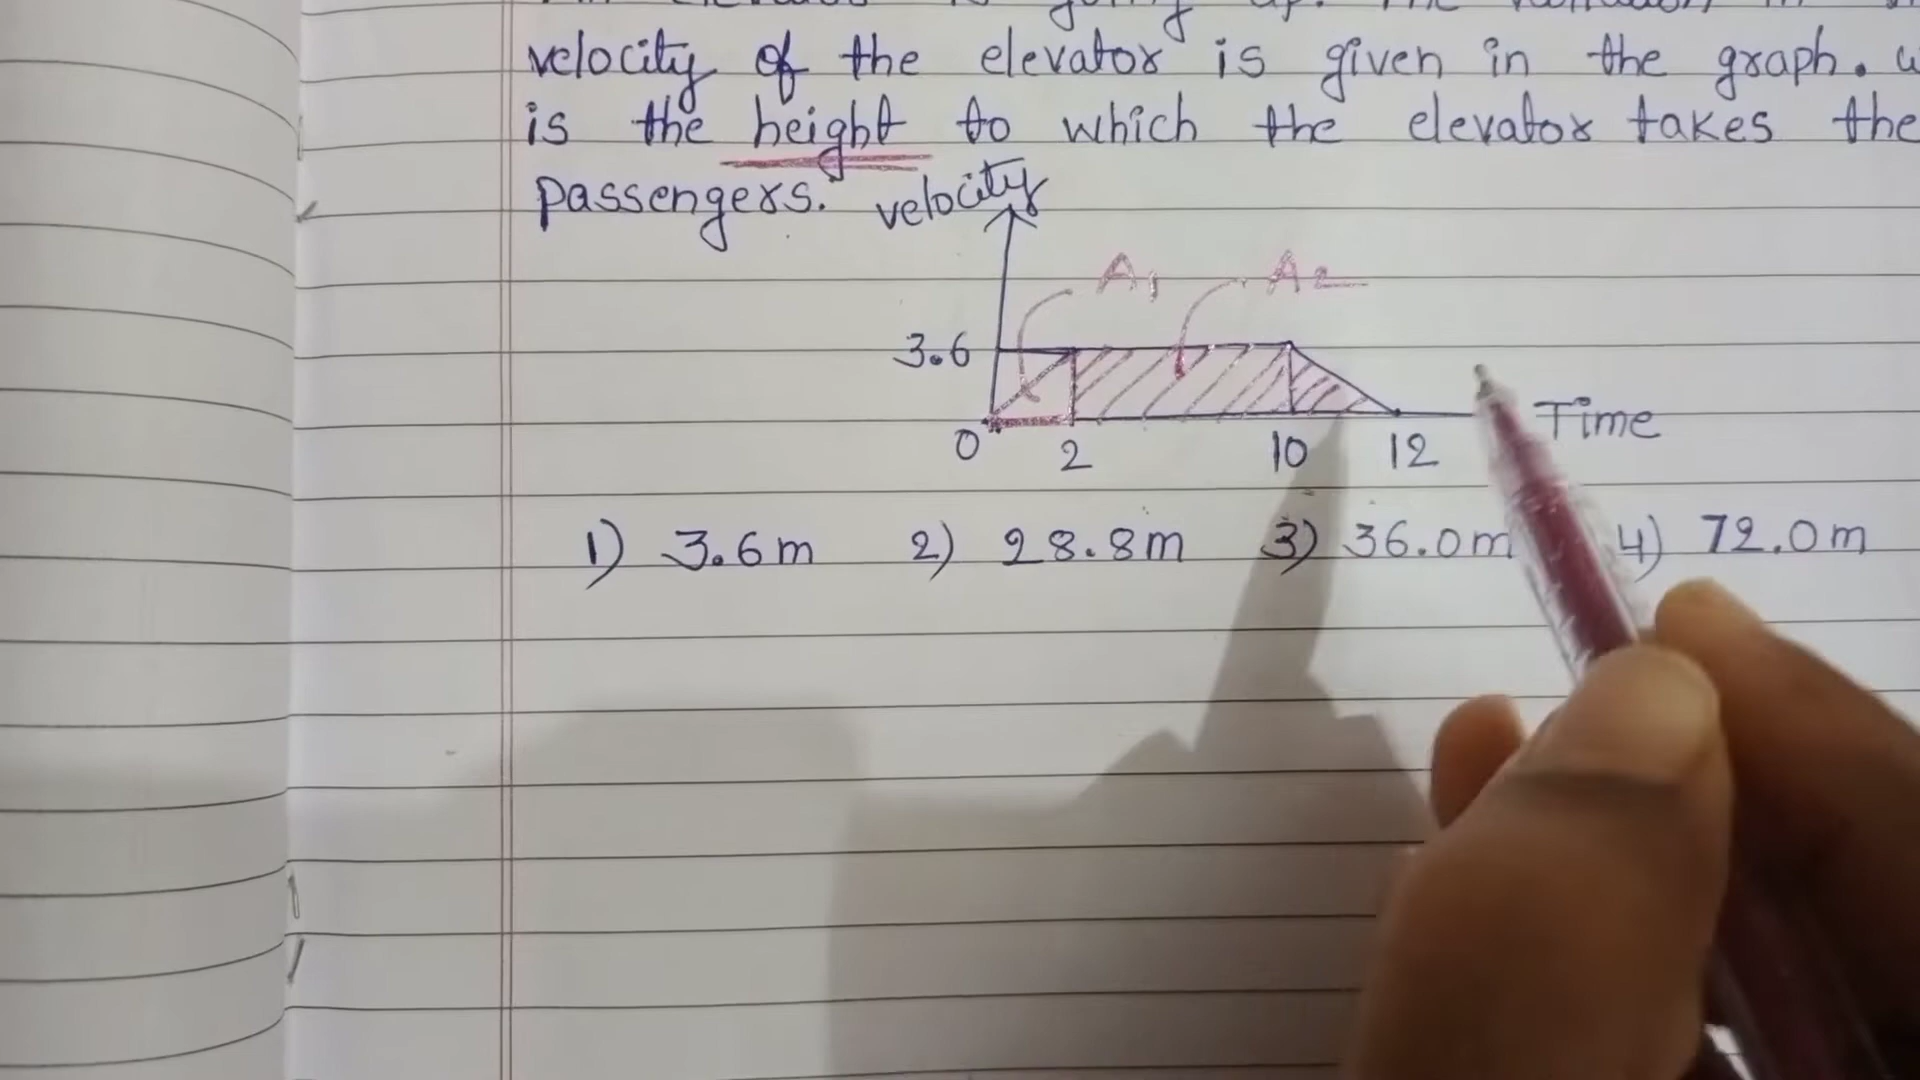 velocity of the elevator is given in the graph.
is the height to which the elevator takes the
passengers. velocity
A1 A2
3.6
0 2 10 12 Time
1) 3.6m 2) 28.8m 3) 36.0m 4) 72.0m